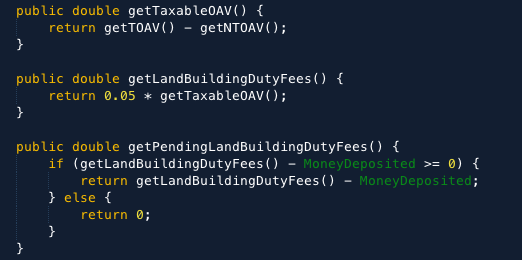 public double getTaxableOAV() {
    return getTOAV() - getNTOAV();
}

public double getLandBuildingDutyFees() {
    return 0.05 * getTaxableOAV();
}

public double getPendingLandBuildingDutyFees() {
    if (getLandBuildingDutyFees() - MoneyDeposited >= 0) {
        return getLandBuildingDutyFees() - MoneyDeposited;
    } else {
        return 0;
    }
}